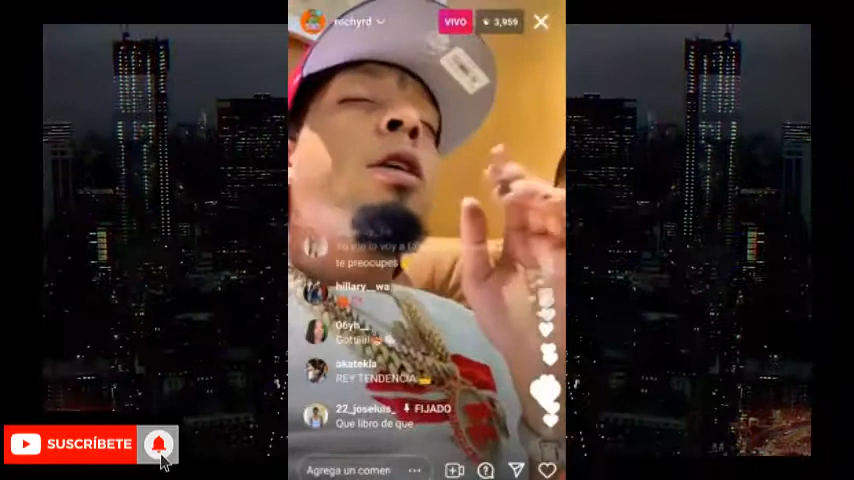 rochyrd
VIVO
3,959
te preocupes
hillary__wa
06yh__
akatekla
REY TENDENCIA
22_joseluis_ FIJADO
Que libro de que
Agrega un comen
SUSCRÍBETE